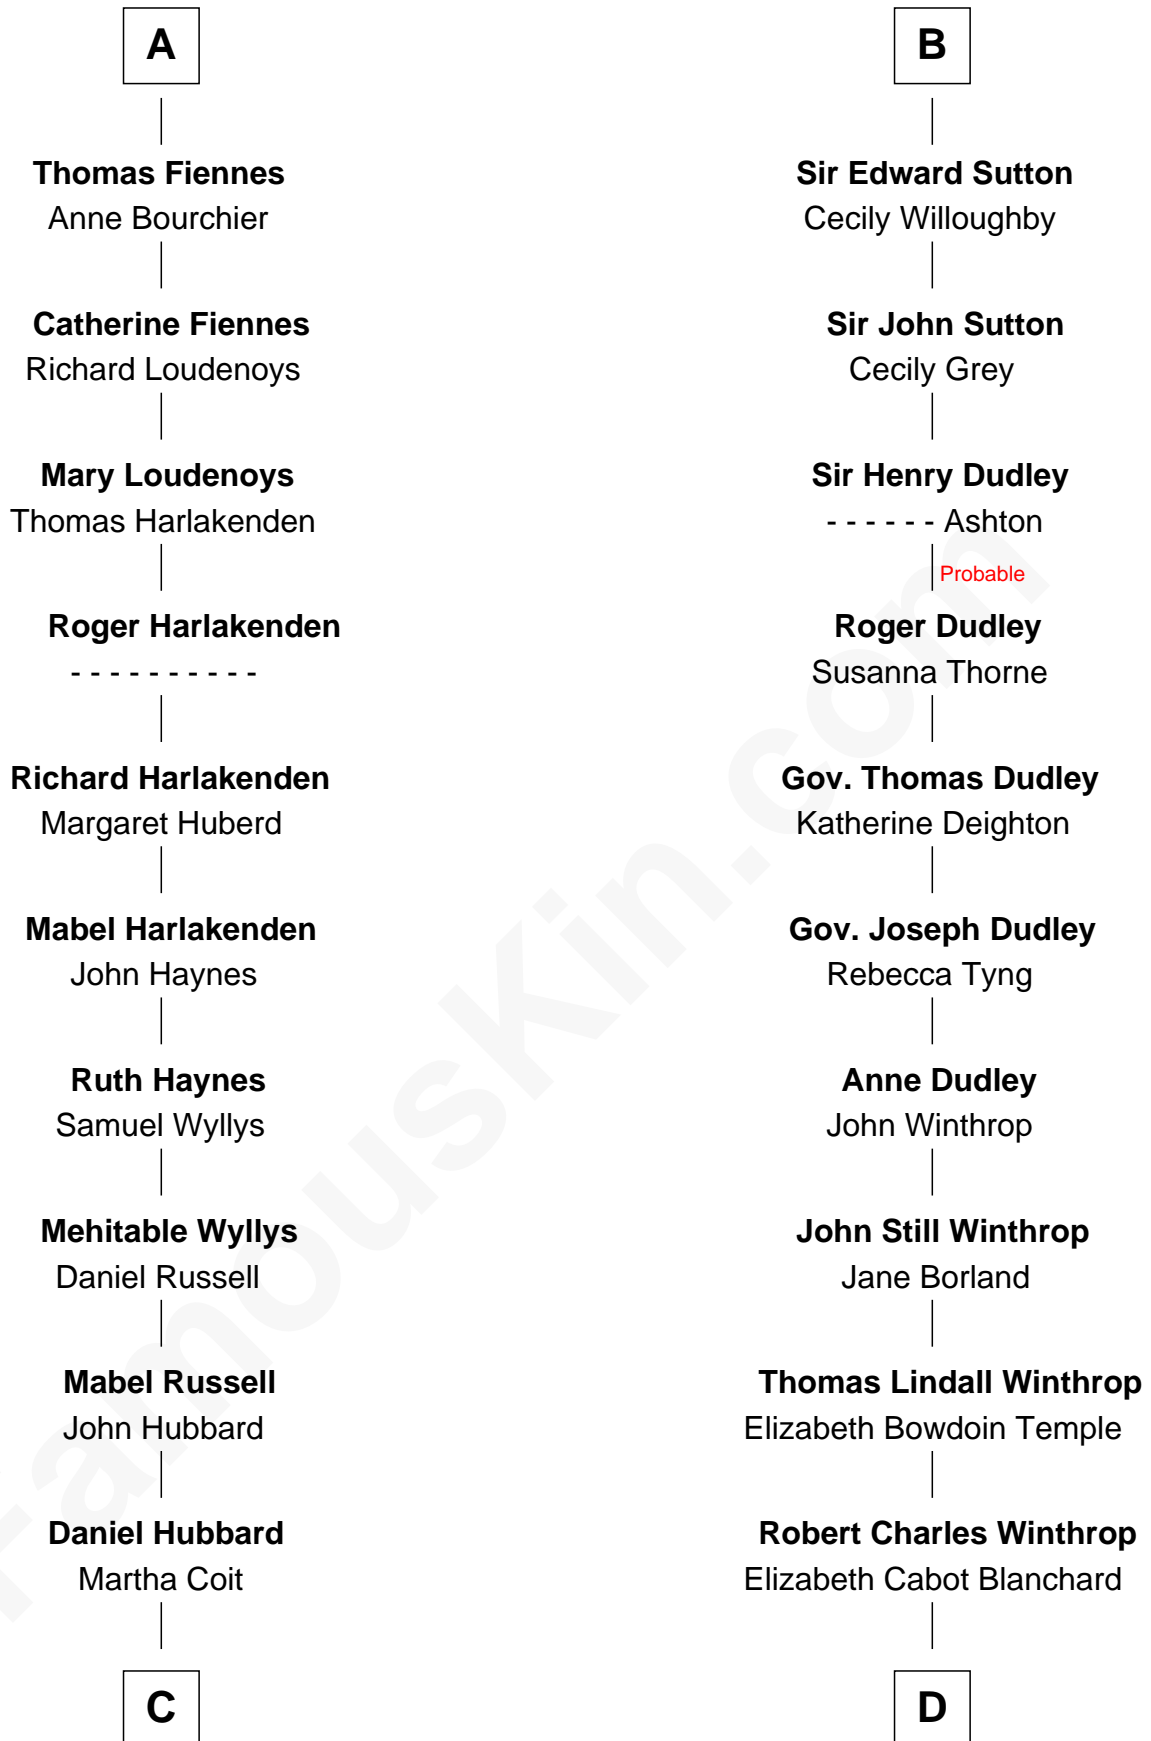 A
Thomas Fiennes
Anne Bourchier
Catherine Fiennes
Richard Loudenoys
Mary Loudenoys
Thomas Harlakenden
Roger Harlakenden
- - - - - - - - - -
Richard Harlakenden
Margaret Huberd
Mabel Harlakenden
John Haynes
Ruth Haynes
Samuel Wyllys
Mehitable Wyllys
Daniel Russell
Mabel Russell
John Hubbard
Daniel Hubbard
Martha Coit
C
B
Sir Edward Sutton
Cecily Willoughby
Sir John Sutton
Cecily Grey
Sir Henry Dudley
- - - - - - Ashton
Probable
Roger Dudley
Susanna Thorne
Gov. Thomas Dudley
Katherine Deighton
Gov. Joseph Dudley
Rebecca Tyng
Anne Dudley
John Winthrop
John Still Winthrop
Jane Borland
Thomas Lindall Winthrop
Elizabeth Bowdoin Temple
Robert Charles Winthrop
Elizabeth Cabot Blanchard
D
FamousKin.com